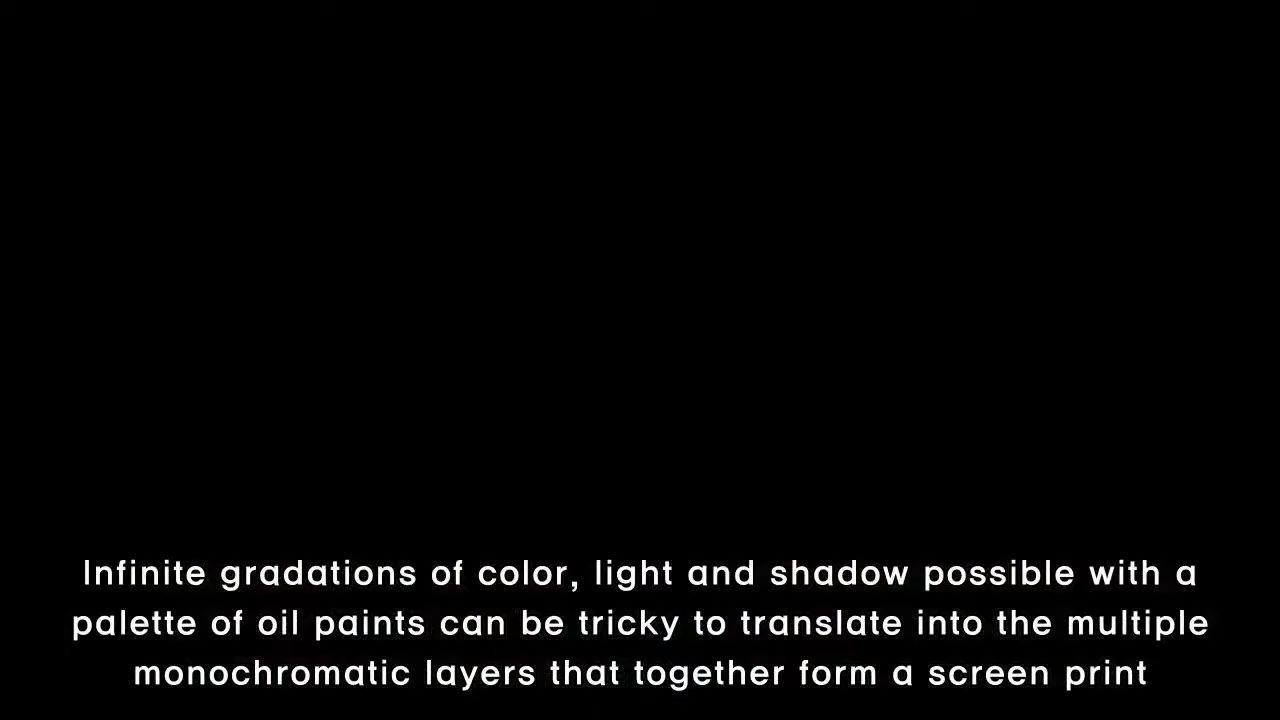 Infinite gradations of color, light and shadow possible with a
palette of oil paints can be tricky to translate into the multiple
monochromatic layers that together form a screen print